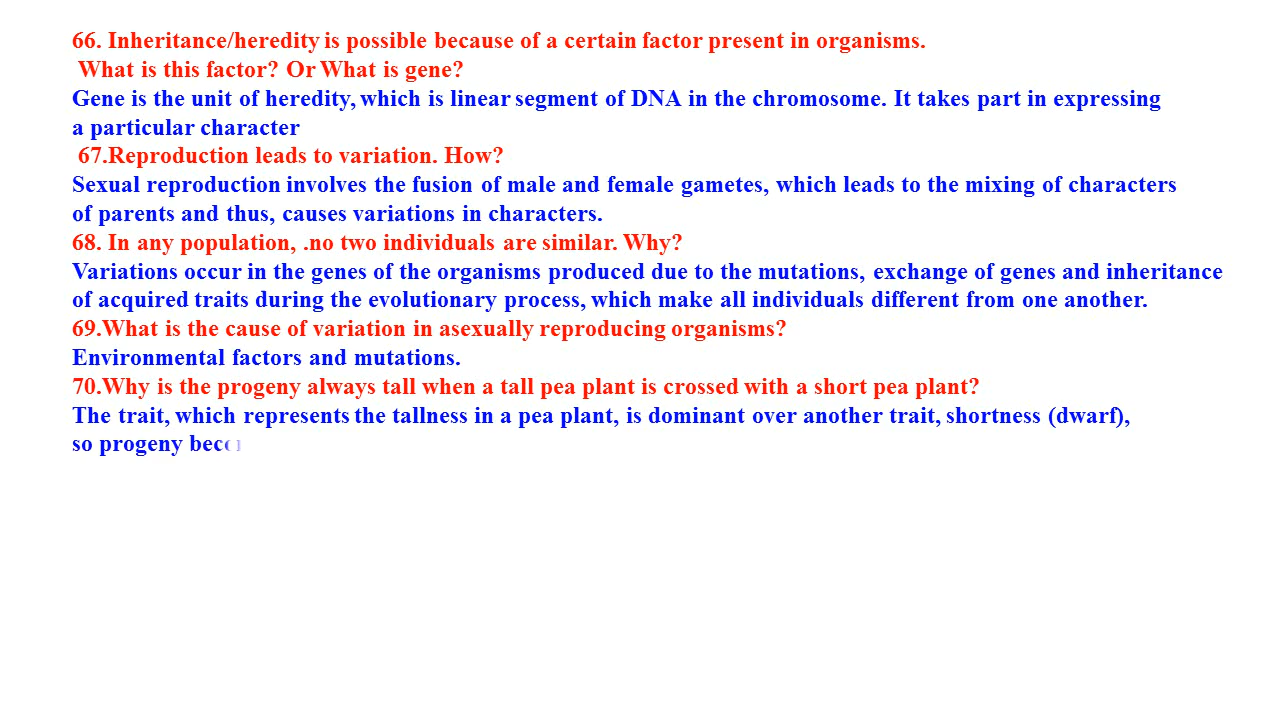 66. Inheritance/heredity is possible because of a certain factor present in organisms.
What is this factor? Or What is gene?
Gene is the unit of heredity, which is linear segment of DNA in the chromosome. It takes part in expressing
a particular character
67.Reproduction leads to variation. How?
Sexual reproduction involves the fusion of male and female gametes, which leads to the mixing of characters
of parents and thus, causes variations in characters.
68. In any population, .no two individuals are similar. Why?
Variations occur in the genes of the organisms produced due to the mutations, exchange of genes and inheritance
of acquired traits during the evolutionary process, which make all individuals different from one another.
69.What is the cause of variation in asexually reproducing organisms?
Environmental factors and mutations.
70.Why is the progeny always tall when a tall pea plant is crossed with a short pea plant?
The trait, which represents the tallness in a pea plant, is dominant over another trait, shortness (dwarf),
so progeny